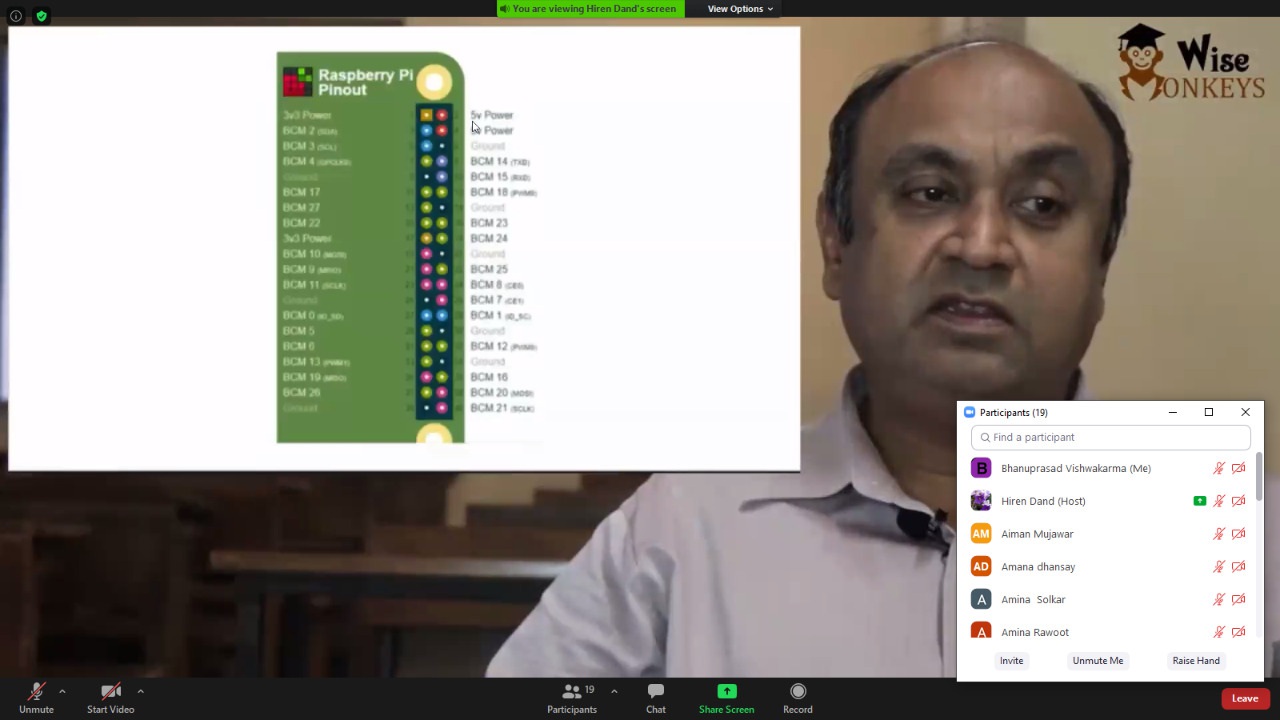 You are viewing Hiren Dand's screen
View Options
Wise
ONKEYS
Raspberry Pi
Pinout
3v3 Power
5v Power
BCM 2 (SDA)
Power
BCM 3 (SCL)
Ground
BCM 4 (GPCLK0)
BCM 14 (TXD)
Ground
BCM 15 (RXD)
BCM 17
BCM 18 (PWM0)
BCM 27
Ground
BCM 22
BCM 23
3v3 Power
BCM 24
BCM 10 (MOSI)
Ground
BCM 9 (MISO)
BCM 25
BCM 11 (SCLK)
BCM 8 (CE0)
Ground
BCM 7 (CE1)
BCM 0 (ID_SD)
BCM 1 (ID_SC)
BCM 5
Ground
BCM 6
BCM 12 (PWM0)
BCM 13 (PWM1)
Ground
BCM 19 (MISO)
BCM 16
BCM 26
BCM 20 (MOSI)
Ground
BCM 21 (SCLK)
Participants (19)
Find a participant
B Bhanuprasad Vishwakarma (Me)
Hiren Dand (Host)
AM Aiman Mujawar
AD Amana dhansay
A Amina Solkar
A Amina Rawoot
Invite
Unmute Me
Raise Hand
Unmute
Start Video
19
Participants
Chat
Share Screen
Record
Leave